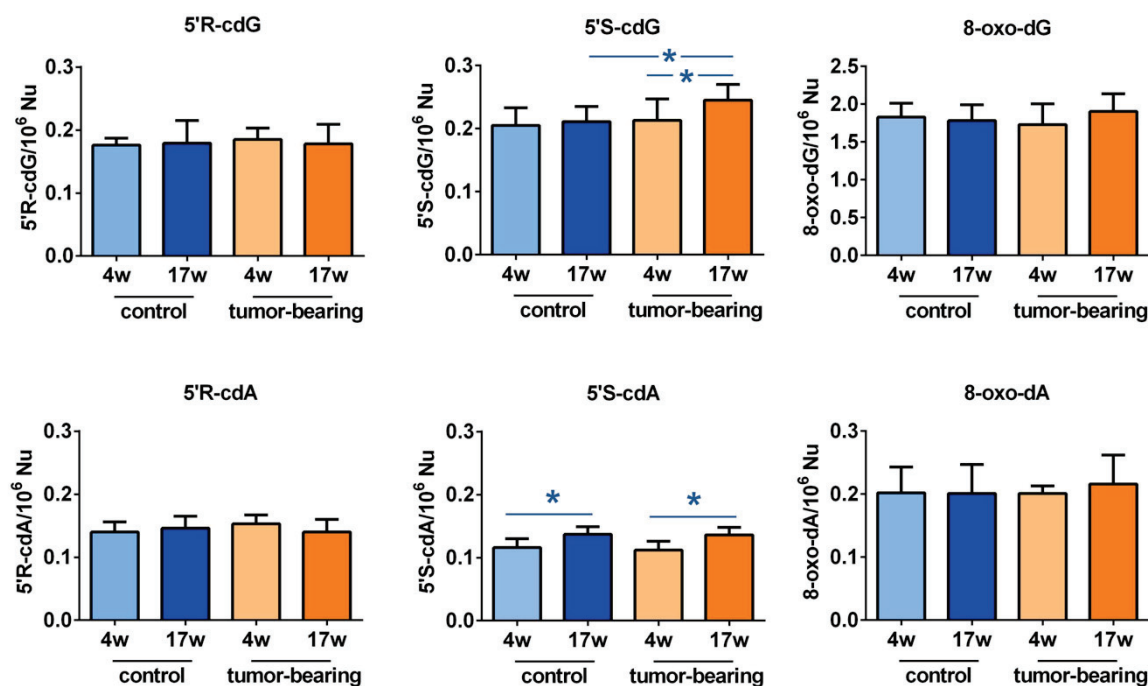 5'R-cdG
5'R-cdG/10⁶ Nu
0.3
0.2
0.1
0.0
4w 17w 4w 17w
control tumor-bearing
5'S-cdG
5'S-cdG/10⁶ Nu
0.3
0.2
0.1
0.0
* 
*
4w 17w 4w 17w
control tumor-bearing
8-oxo-dG
8-oxo-dG/10⁶ Nu
2.5
2.0
1.5
1.0
0.5
0.0
4w 17w 4w 17w
control tumor-bearing
5'R-cdA
5'R-cdA/10⁶ Nu
0.3
0.2
0.1
0.0
4w 17w 4w 17w
control tumor-bearing
5'S-cdA
5'S-cdA/10⁶ Nu
0.3
0.2
0.1
0.0
* *
4w 17w 4w 17w
control tumor-bearing
8-oxo-dA
8-oxo-dA/10⁶ Nu
0.3
0.2
0.1
0.0
4w 17w 4w 17w
control tumor-bearing